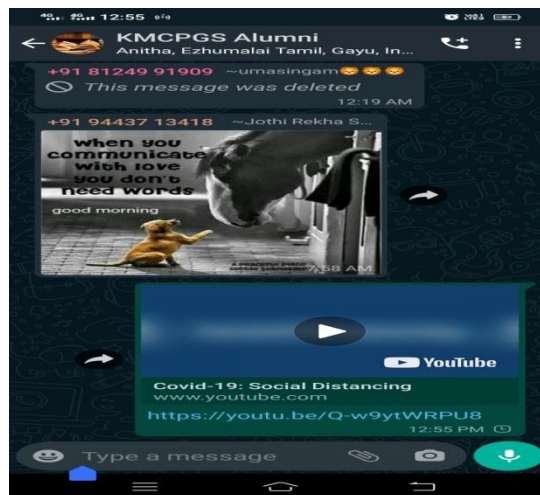 12:55
KMCPGS Alumni
Anitha, Ezhumalai Tamil, Gayu, In...
+91 81249 91909 ~umasingam
This message was deleted
12:19 AM
+91 94437 13418 ~Jothi Rekha S...
when you
communicate
with love
you don't
need words
good morning
7:58 AM
YouTube
Covid-19: Social Distancing
www.youtube.com
https://youtu.be/Q-w9ytWRPU8
12:55 PM
Type a message